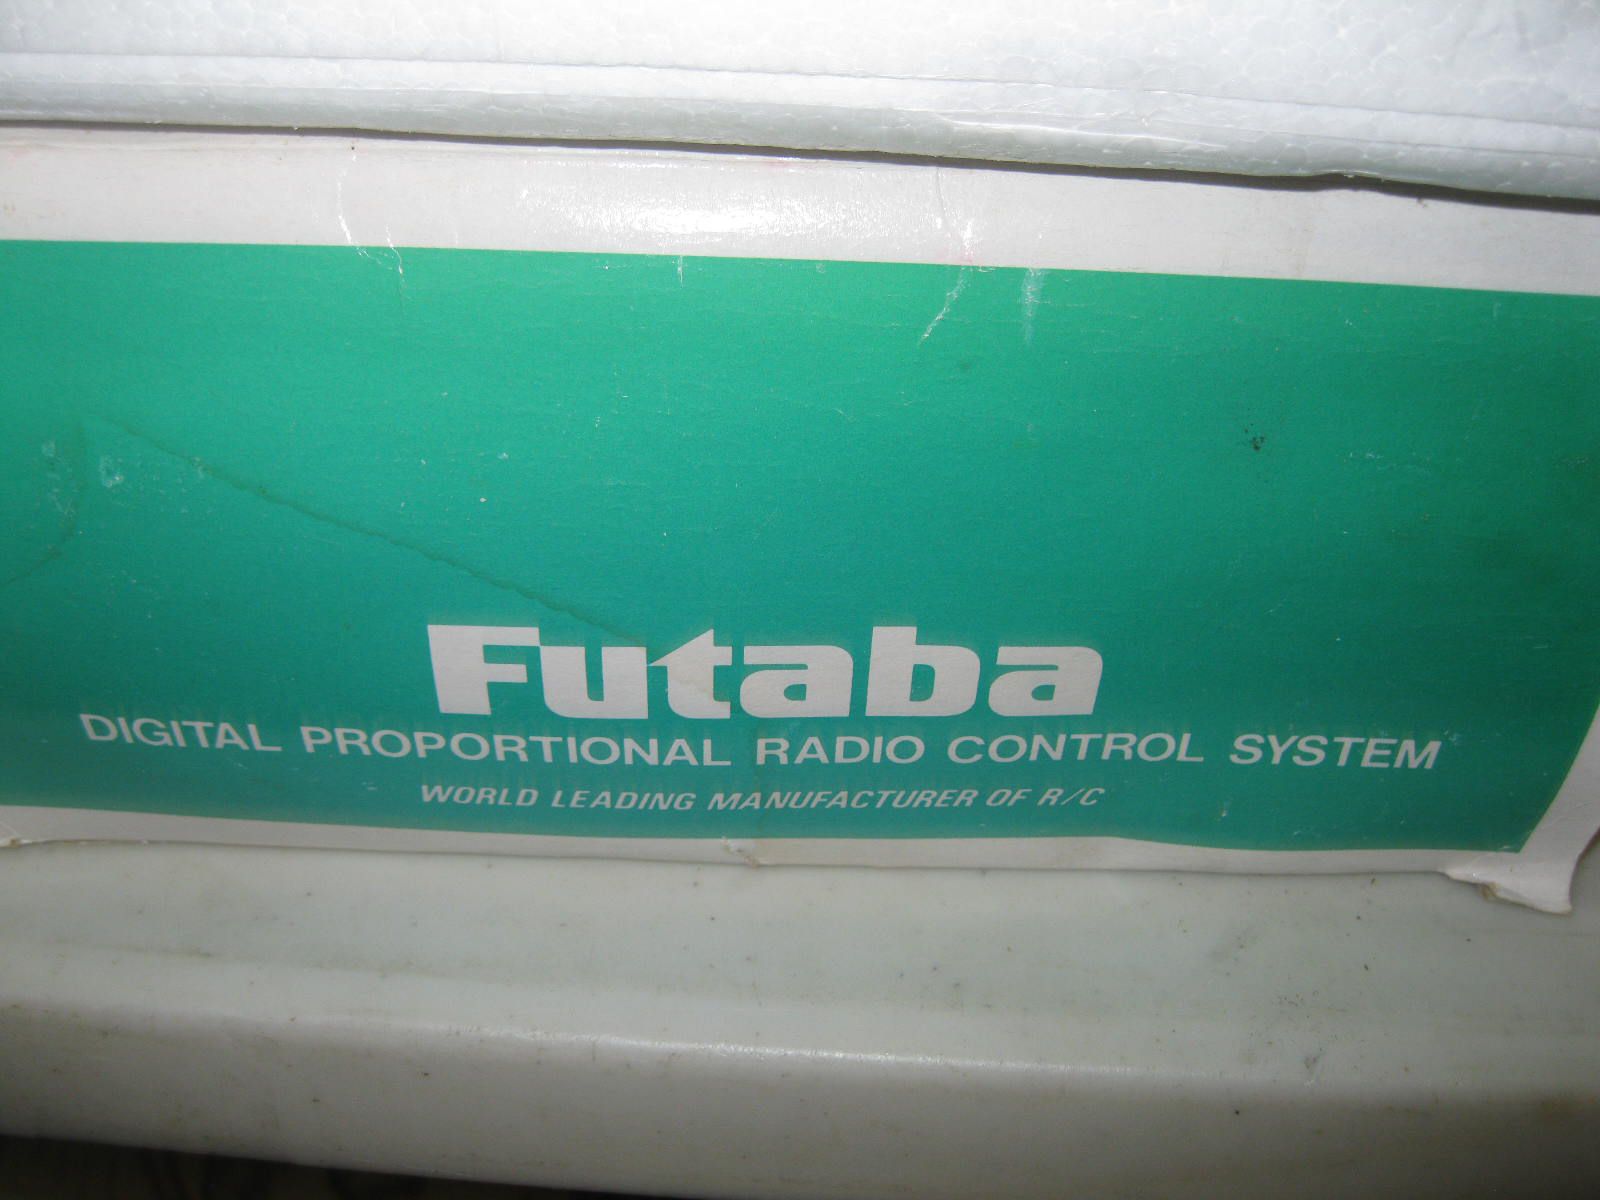 Futaba
DIGITAL PROPORTIONAL RADIO CONTROL SYSTEM
WORLD LEADING MANUFACTURER OF R/C